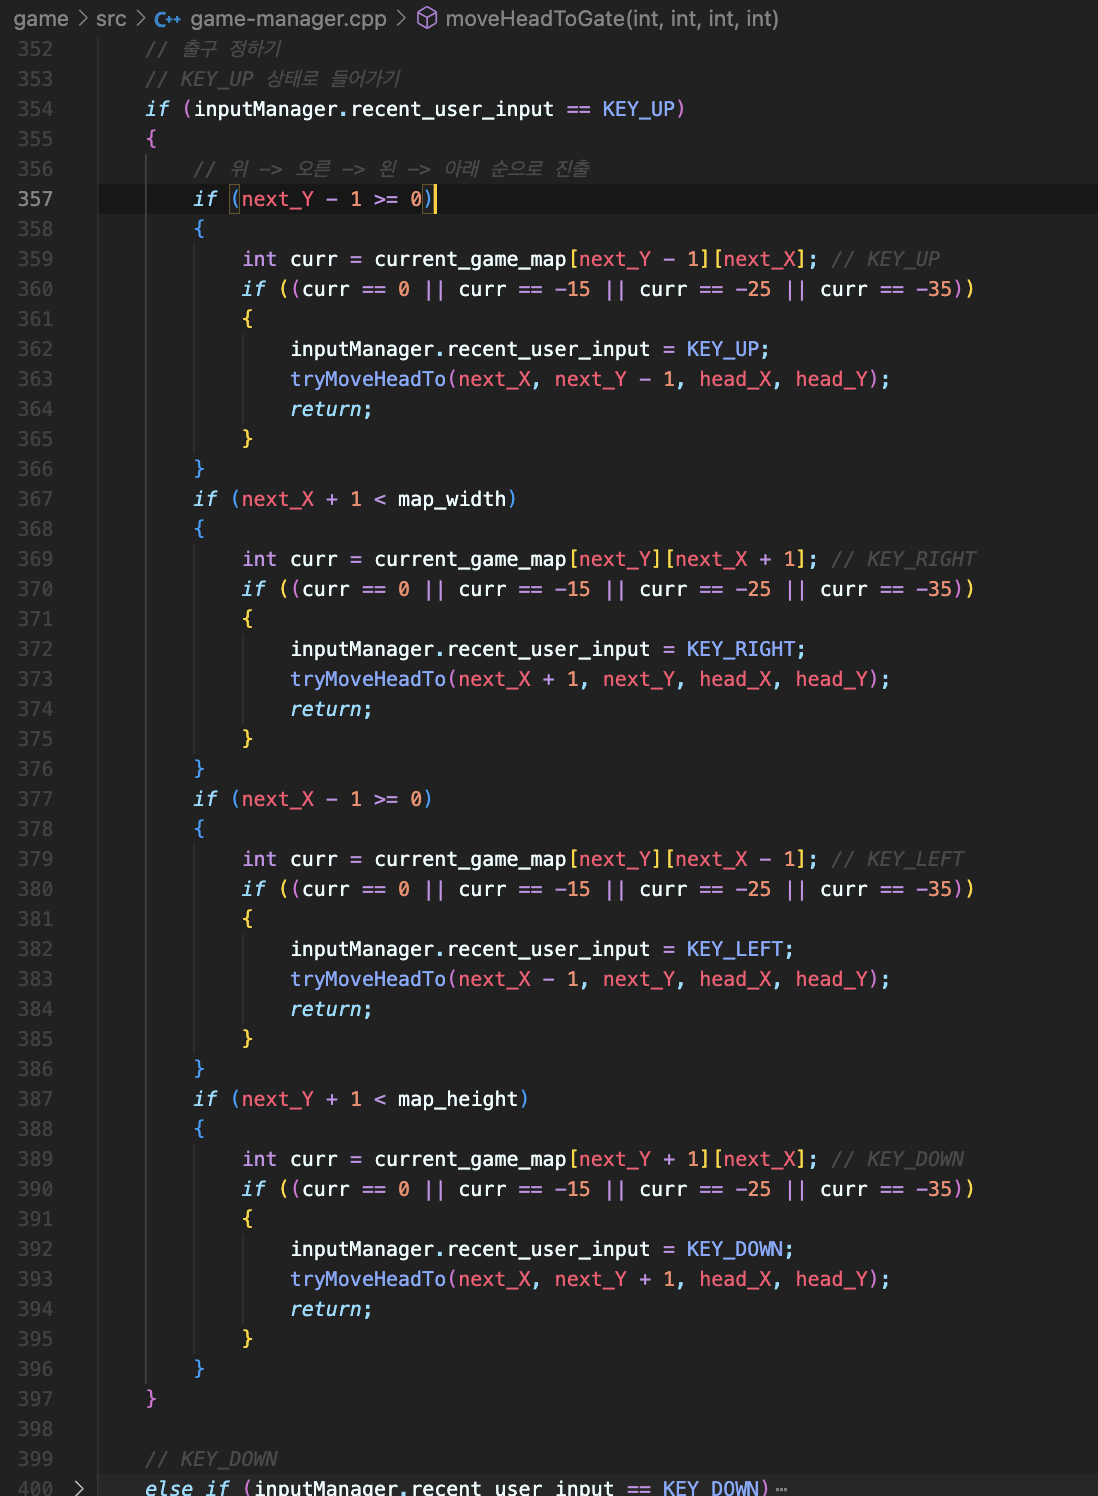 game > src > C++ game-manager.cpp > moveHeadToGate(int, int, int, int)
352 // 출구 정하기
353 // KEY_UP 상태로 들어가기
354 if (inputManager.recent_user_input == KEY_UP)
355 {
356 // 위 -> 오른 -> 왼 -> 아래 순으로 진출
357 if (next_Y - 1 >= 0)
358 {
359 int curr = current_game_map[next_Y - 1][next_X]; // KEY_UP
360 if ((curr == 0 || curr == -15 || curr == -25 || curr == -35))
361 {
362 inputManager.recent_user_input = KEY_UP;
363 tryMoveHeadTo(next_X, next_Y - 1, head_X, head_Y);
364 return;
365 }
366 }
367 if (next_X + 1 < map_width)
368 {
369 int curr = current_game_map[next_Y][next_X + 1]; // KEY_RIGHT
370 if ((curr == 0 || curr == -15 || curr == -25 || curr == -35))
371 {
372 inputManager.recent_user_input = KEY_RIGHT;
373 tryMoveHeadTo(next_X + 1, next_Y, head_X, head_Y);
374 return;
375 }
376 }
377 if (next_X - 1 >= 0)
378 {
379 int curr = current_game_map[next_Y][next_X - 1]; // KEY_LEFT
380 if ((curr == 0 || curr == -15 || curr == -25 || curr == -35))
381 {
382 inputManager.recent_user_input = KEY_LEFT;
383 tryMoveHeadTo(next_X - 1, next_Y, head_X, head_Y);
384 return;
385 }
386 }
387 if (next_Y + 1 < map_height)
388 {
389 int curr = current_game_map[next_Y + 1][next_X]; // KEY_DOWN
390 if ((curr == 0 || curr == -15 || curr == -25 || curr == -35))
391 {
392 inputManager.recent_user_input = KEY_DOWN;
393 tryMoveHeadTo(next_X, next_Y + 1, head_X, head_Y);
394 return;
395 }
396 }
397 }
398
399 // KEY_DOWN
400 > else if (inputManager.recent_user_input == KEY_DOWN)⋯